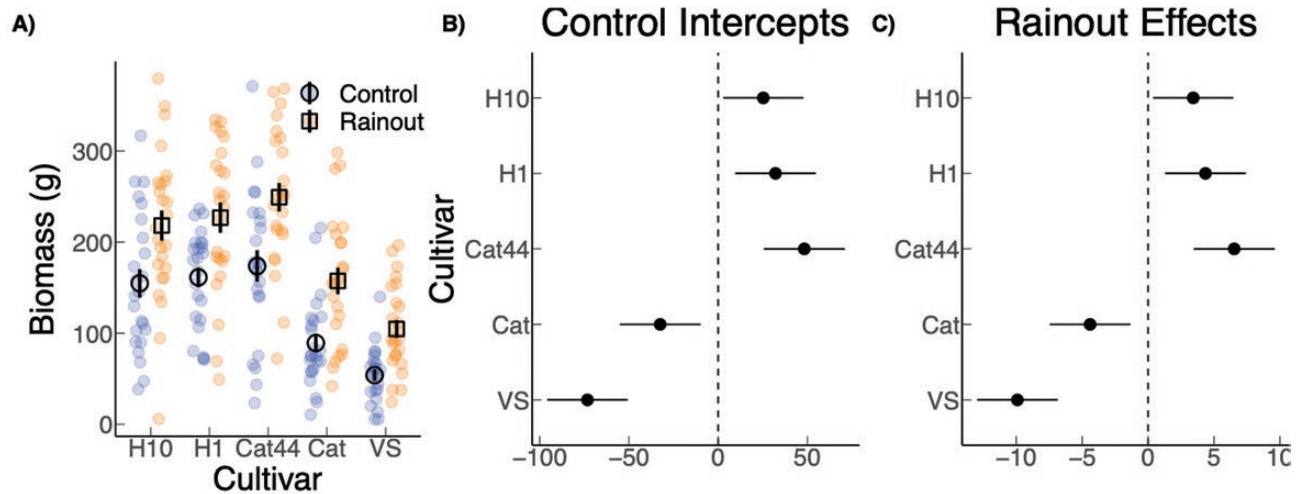 A)
Biomass (g)
300
200
100
0
Control
Rainout
H10 H1 Cat44 Cat VS
Cultivar
B) Control Intercepts
Cultivar
H10
H1
Cat44
Cat
VS
−100 −50 0 50
C) Rainout Effects
H10
H1
Cat44
Cat
VS
−10 −5 0 5 10